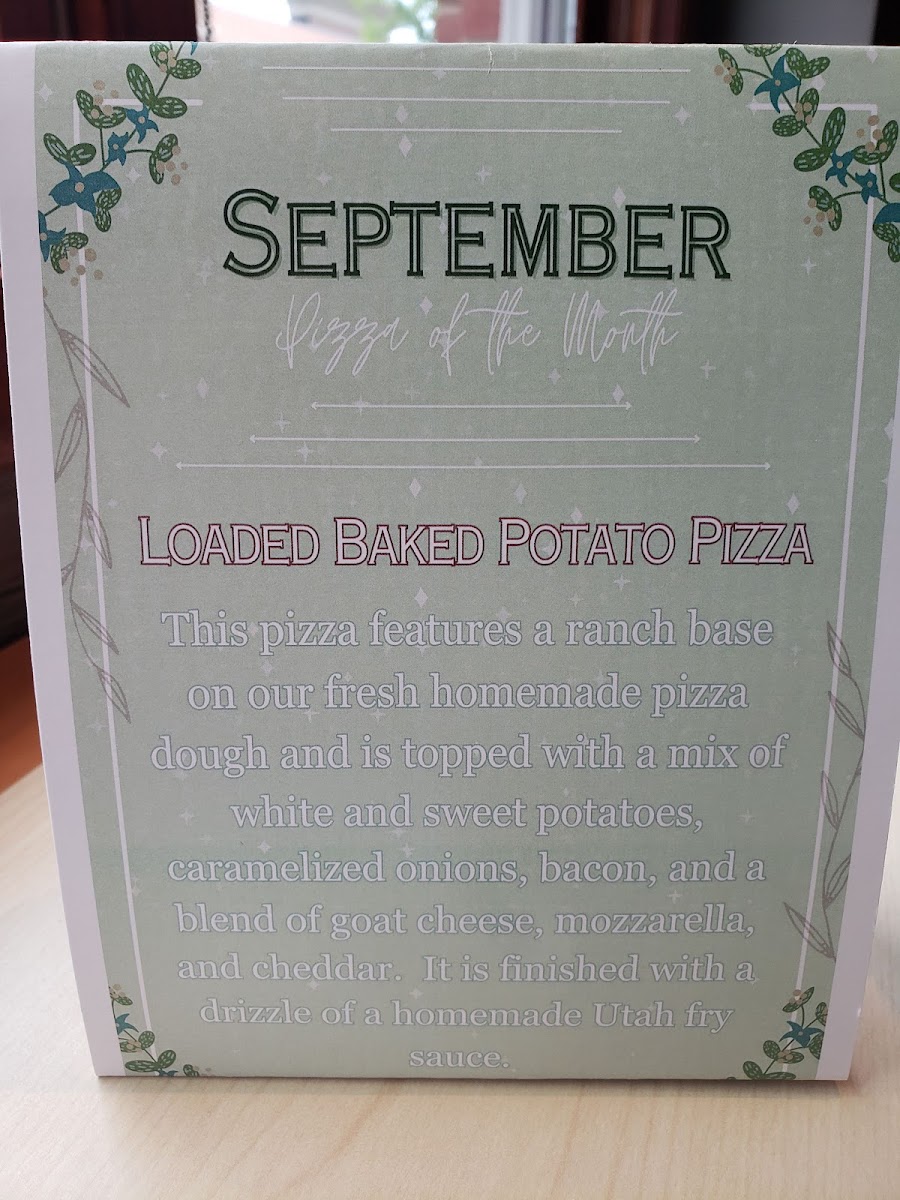 SEPTEMBER
Pizza of the Month
LOADED BAKED POTATO PIZZA
This pizza features a ranch base
on our fresh homemade pizza
dough and is topped with a mix of
white and sweet potatoes,
caramelized onions, bacon, and a
blend of goat cheese, mozzarella,
and cheddar. It is finished with a
drizzle of a homemade Utah fry
sauce.